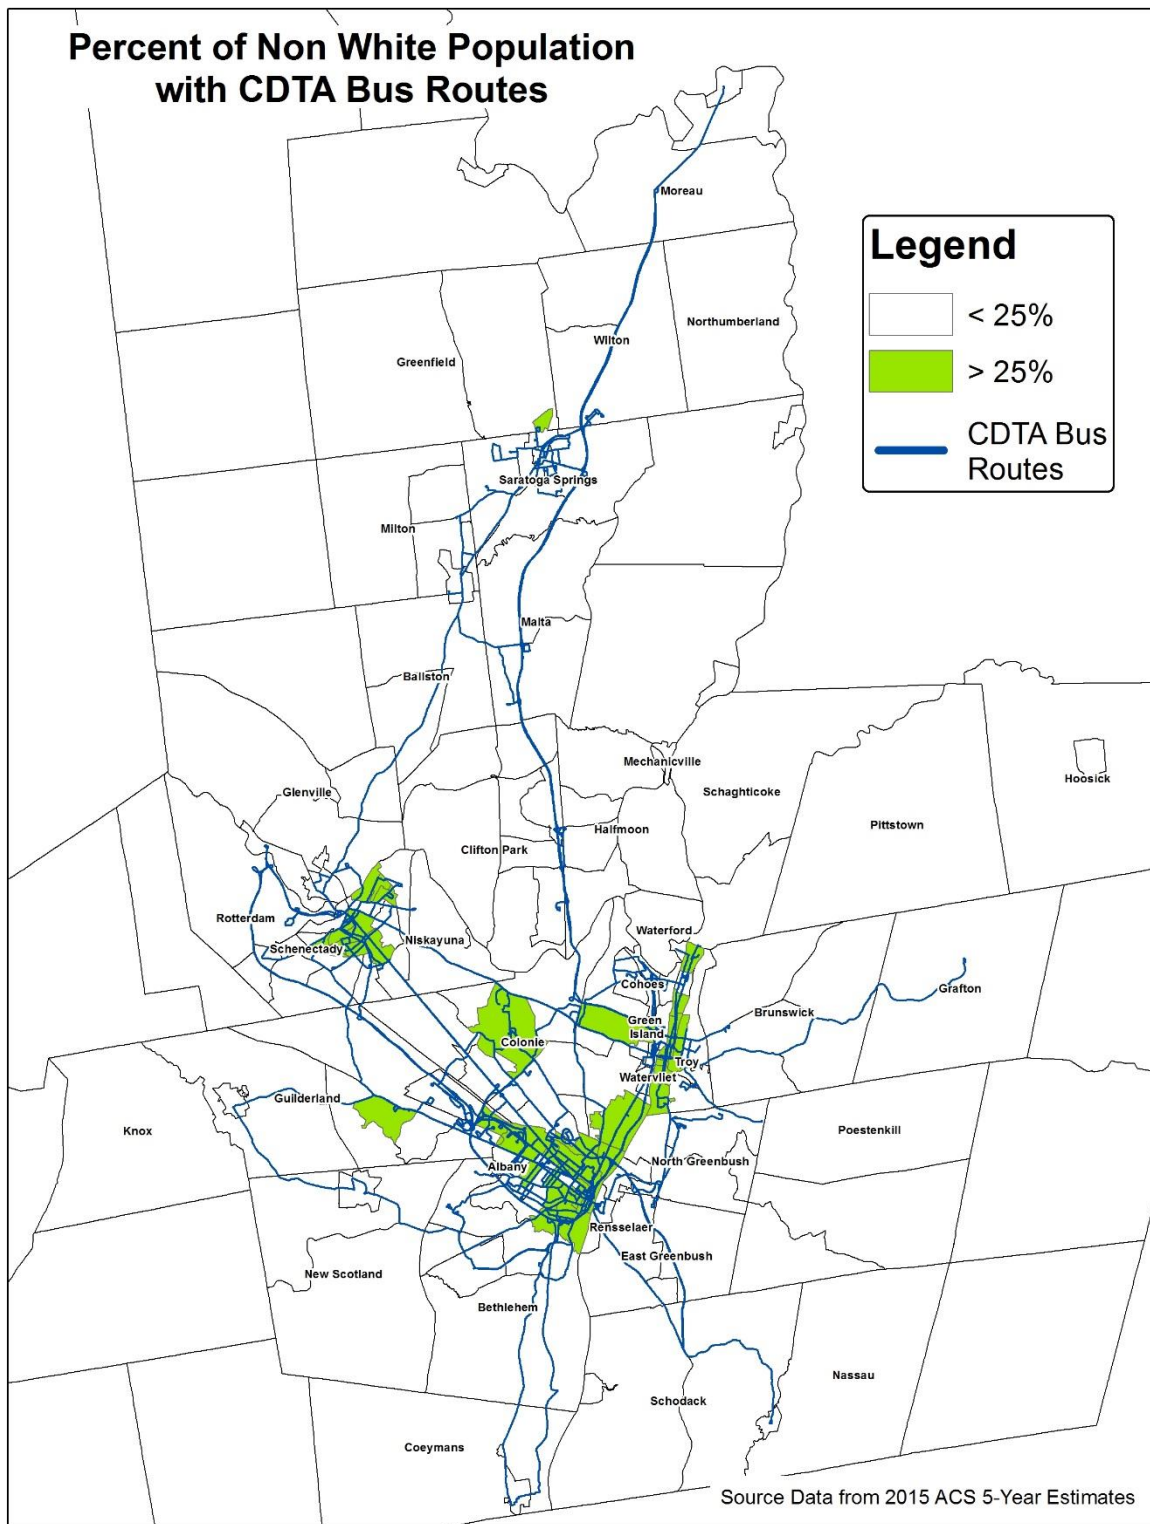 Percent of Non White Population
with CDTA Bus Routes
Moreau
Legend
< 25%
> 25%
CDTA Bus
Routes
Northumberland
Wilton
Greenfield
Saratoga Springs
Milton
Malta
Ballston
Mechanicville
Hoosick
Schaghticoke
Glenville
Pittstown
Halfmoon
Clifton Park
Rotterdam
Waterford
Niskayuna
Schenectady
Cohoes
Grafton
Brunswick
Green
Island
Colonie
Troy
Watervliet
Guilderland
Knox
Poestenkill
North Greenbush
Albany
Rensselaer
East Greenbush
New Scotland
Bethlehem
Nassau
Schodack
Coeymans
Source Data from 2015 ACS 5-Year Estimates